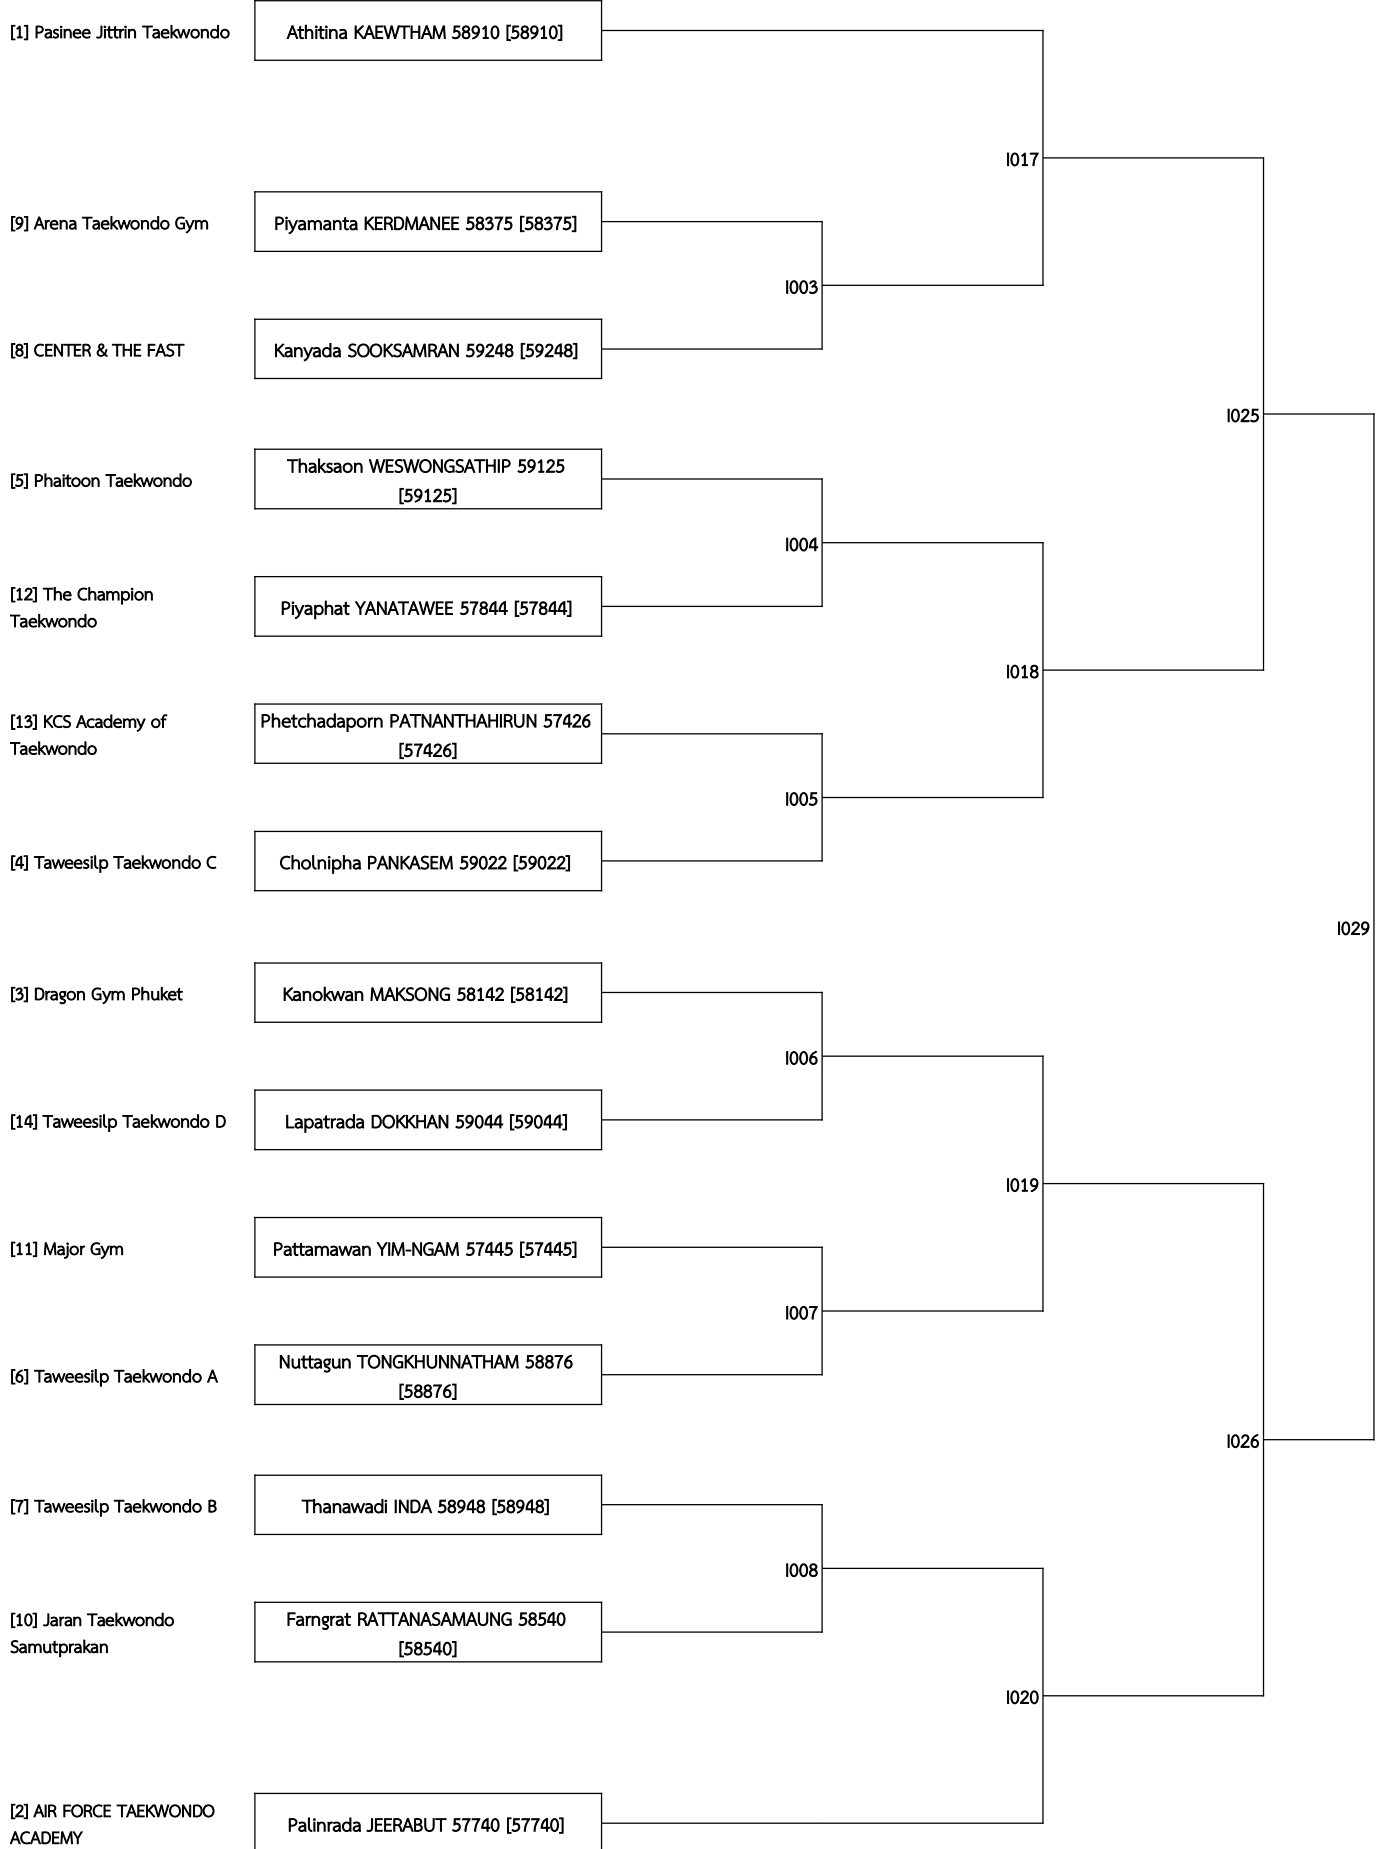 [1] Pasinee Jittrin Taekwondo
Athitina KAEWTHAM 58910 [58910]
I017
[9] Arena Taekwondo Gym
Piyamanta KERDMANEE 58375 [58375]
I003
[8] CENTER & THE FAST
Kanyada SOOKSAMRAN 59248 [59248]
I025
[5] Phaitoon Taekwondo
Thaksaon WESWONGSATHIP 59125
[59125]
I004
[12] The Champion
Taekwondo
Piyaphat YANATAWEE 57844 [57844]
I018
[13] KCS Academy of
Taekwondo
Phetchadaporn PATNANTHAHIRUN 57426
[57426]
I005
[4] Taweesilp Taekwondo C
Cholnipha PANKASEM 59022 [59022]
I029
[3] Dragon Gym Phuket
Kanokwan MAKSONG 58142 [58142]
I006
[14] Taweesilp Taekwondo D
Lapatrada DOKKHAN 59044 [59044]
I019
[11] Major Gym
Pattamawan YIM-NGAM 57445 [57445]
I007
[6] Taweesilp Taekwondo A
Nuttagun TONGKHUNNATHAM 58876
[58876]
I026
[7] Taweesilp Taekwondo B
Thanawadi INDA 58948 [58948]
I008
[10] Jaran Taekwondo
Samutprakan
Farngrat RATTANASAMAUNG 58540
[58540]
I020
[2] AIR FORCE TAEKWONDO
ACADEMY
Palinrada JEERABUT 57740 [57740]